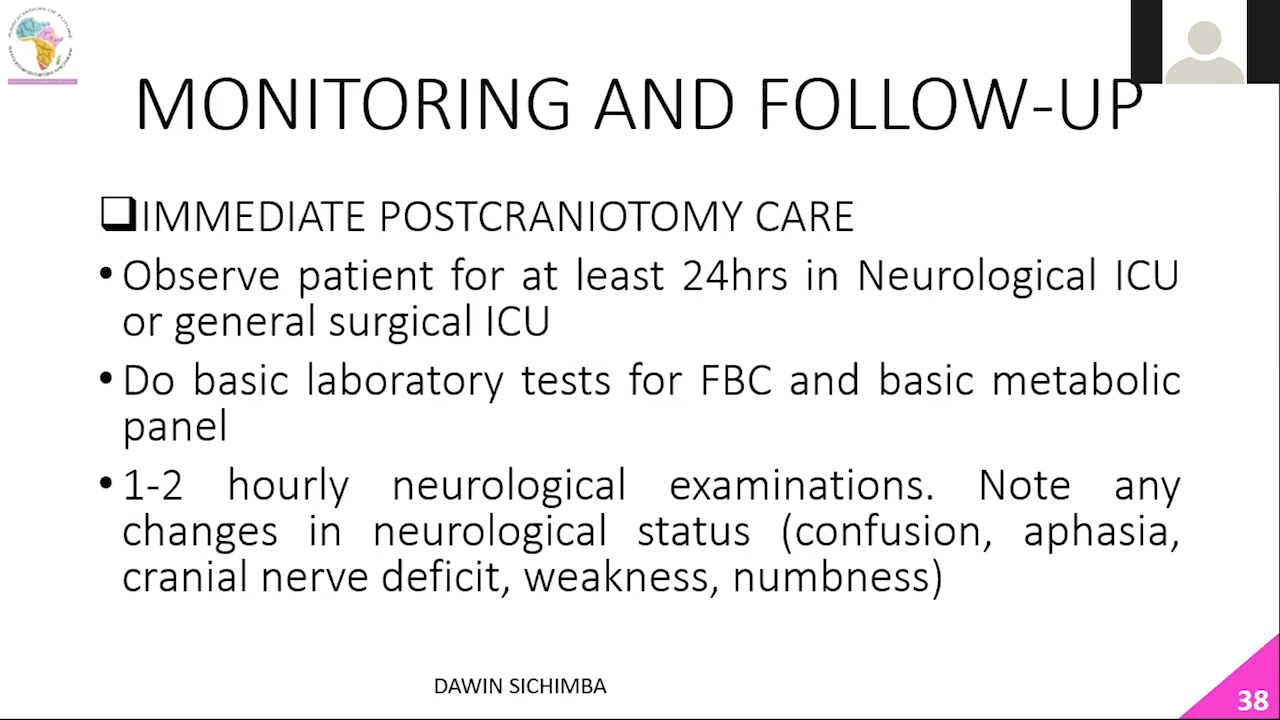 MONITORING AND FOLLOW-UP
IMMEDIATE POSTCRANIOTOMY CARE
• Observe patient for at least 24hrs in Neurological ICU
or general surgical ICU
• Do basic laboratory tests for FBC and basic metabolic
panel
• 1-2 hourly neurological examinations. Note any
changes in neurological status (confusion, aphasia,
cranial nerve deficit, weakness, numbness)
DAWIN SICHIMBA
38